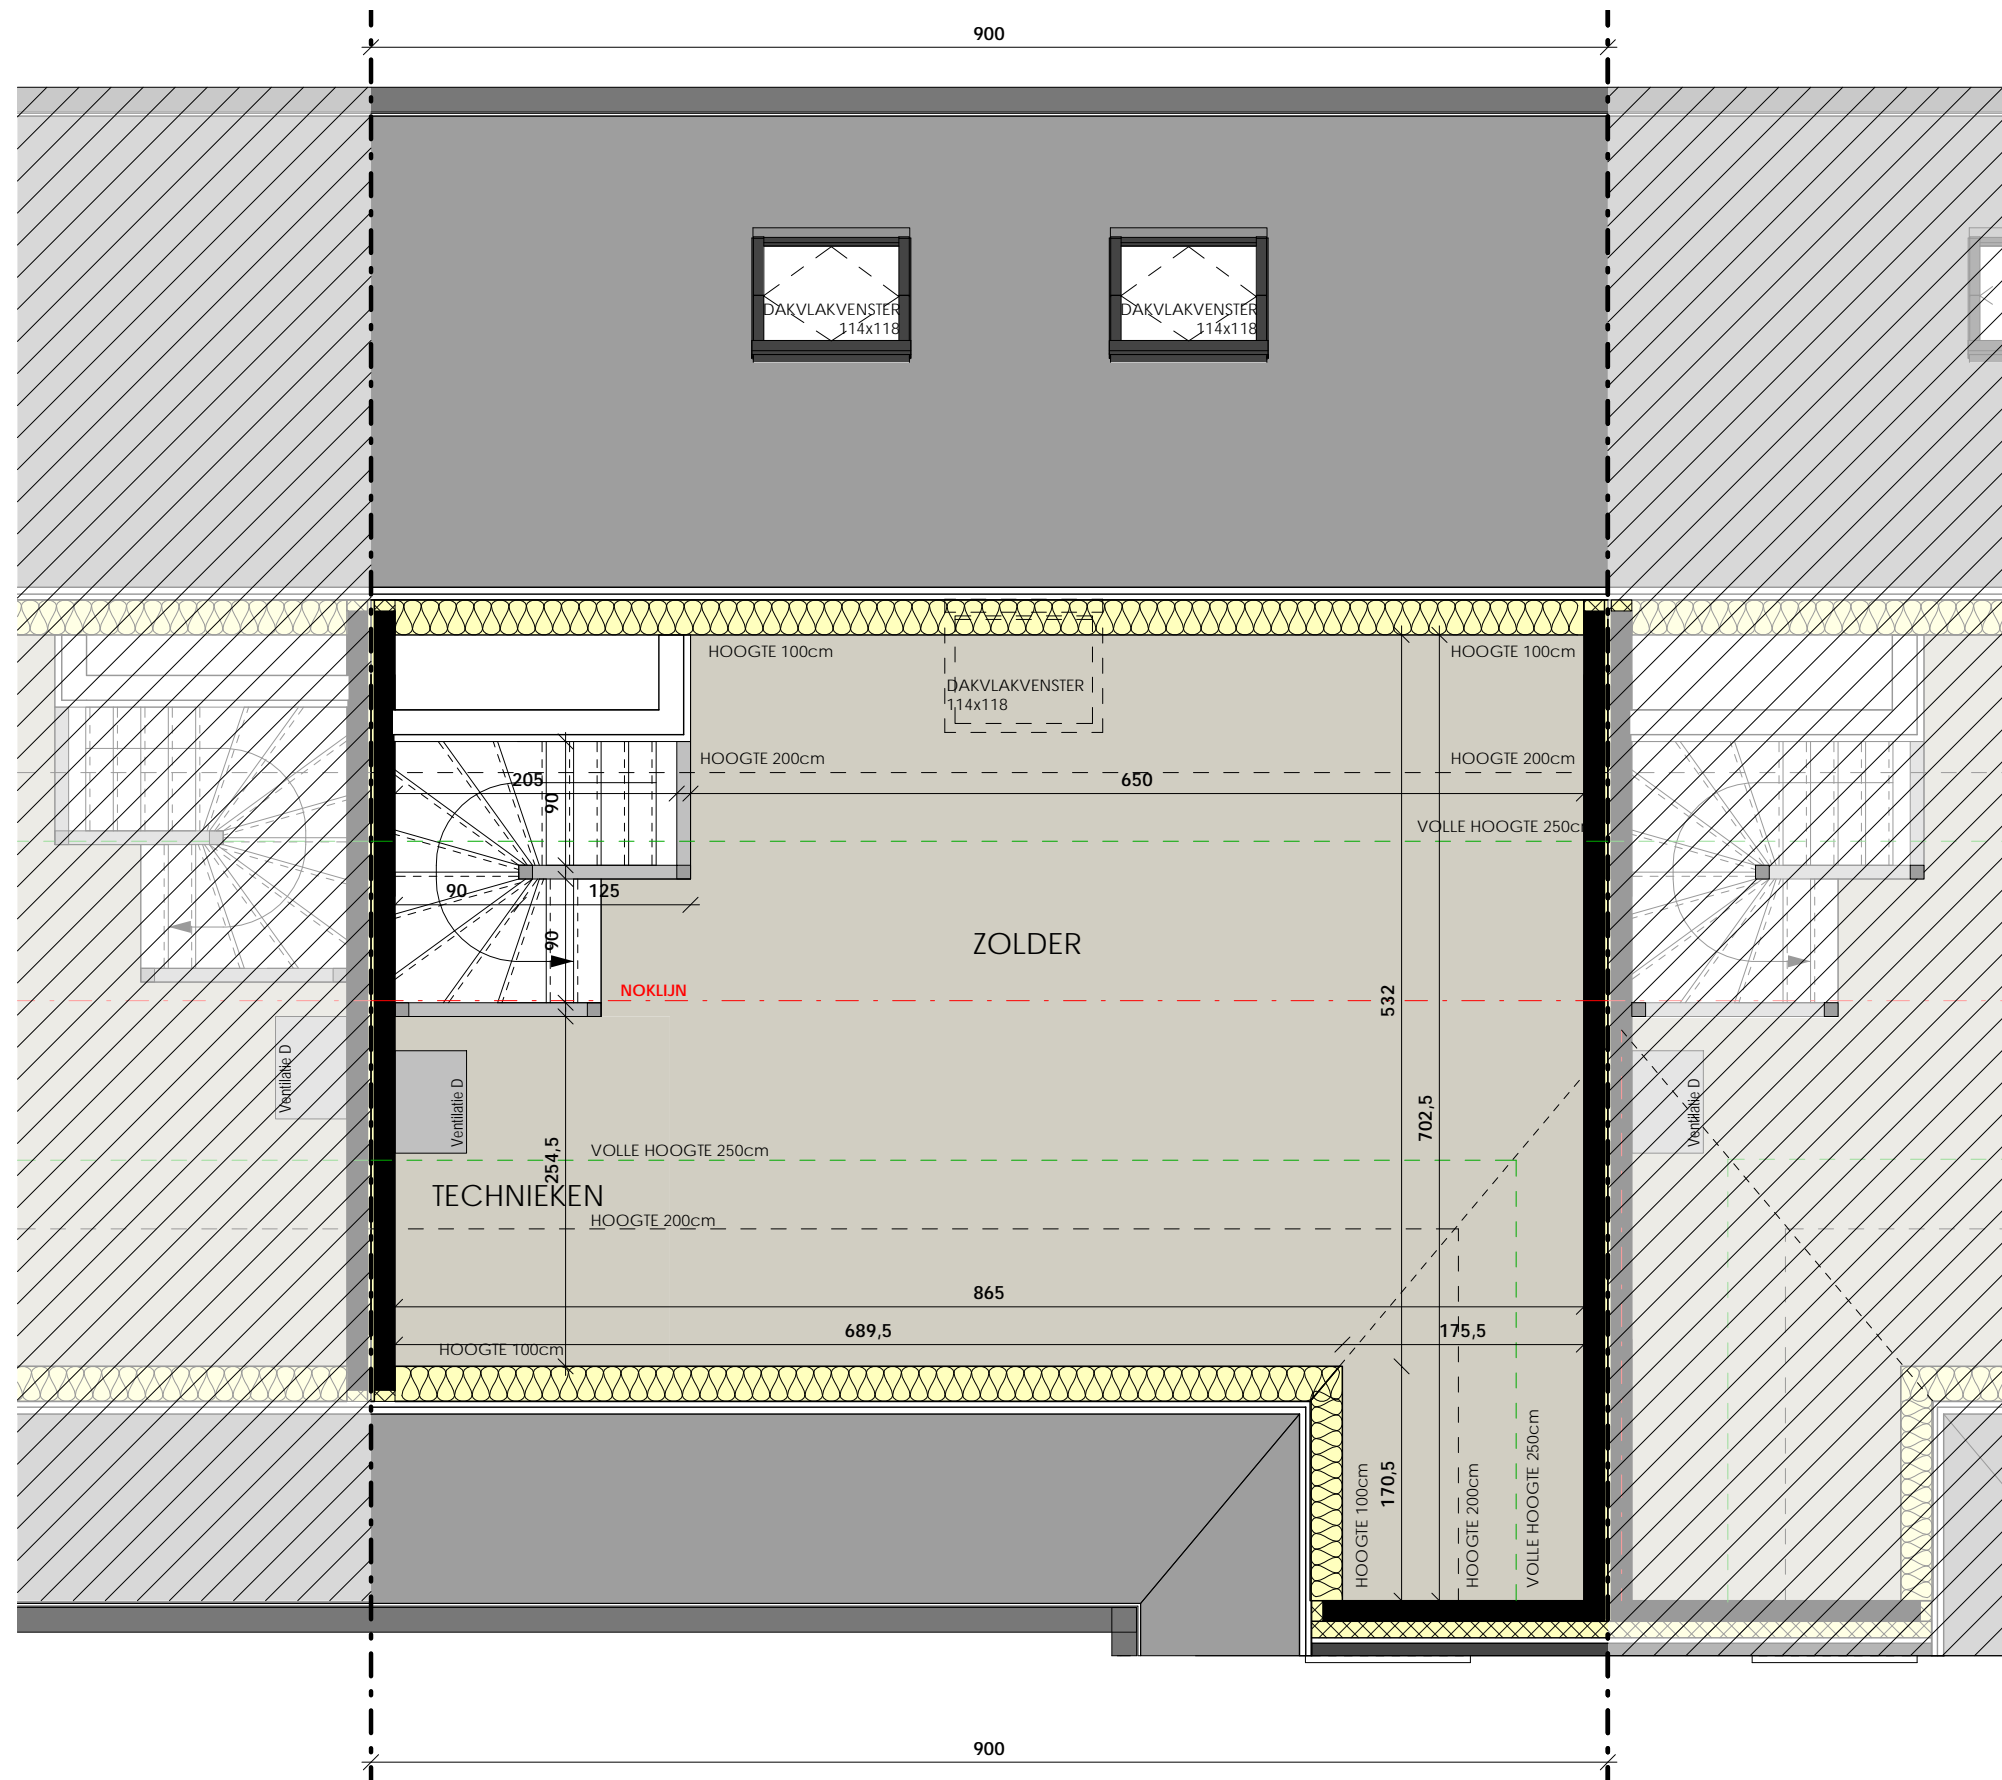 900
DAKVLAKVENSTER
114x118
DAKVLAKVENSTER
114x118
HOOGTE 100cm
HOOGTE 100cm
DAKVLAKVENSTER
114x118
HOOGTE 200cm
HOOGTE 200cm
205
90
650
VOLLE HOOGTE 250cm
90
125
90
ZOLDER
NOKLIJN
532
Ventilatie D
Ventilatie D
Ventilatie D
702,5
VOLLE HOOGTE 250cm
254,5
TECHNIEKEN
HOOGTE 200cm
865
689,5
175,5
HOOGTE 100cm
HOOGTE 100cm
170,5
HOOGTE 200cm
VOLLE HOOGTE 250cm
900